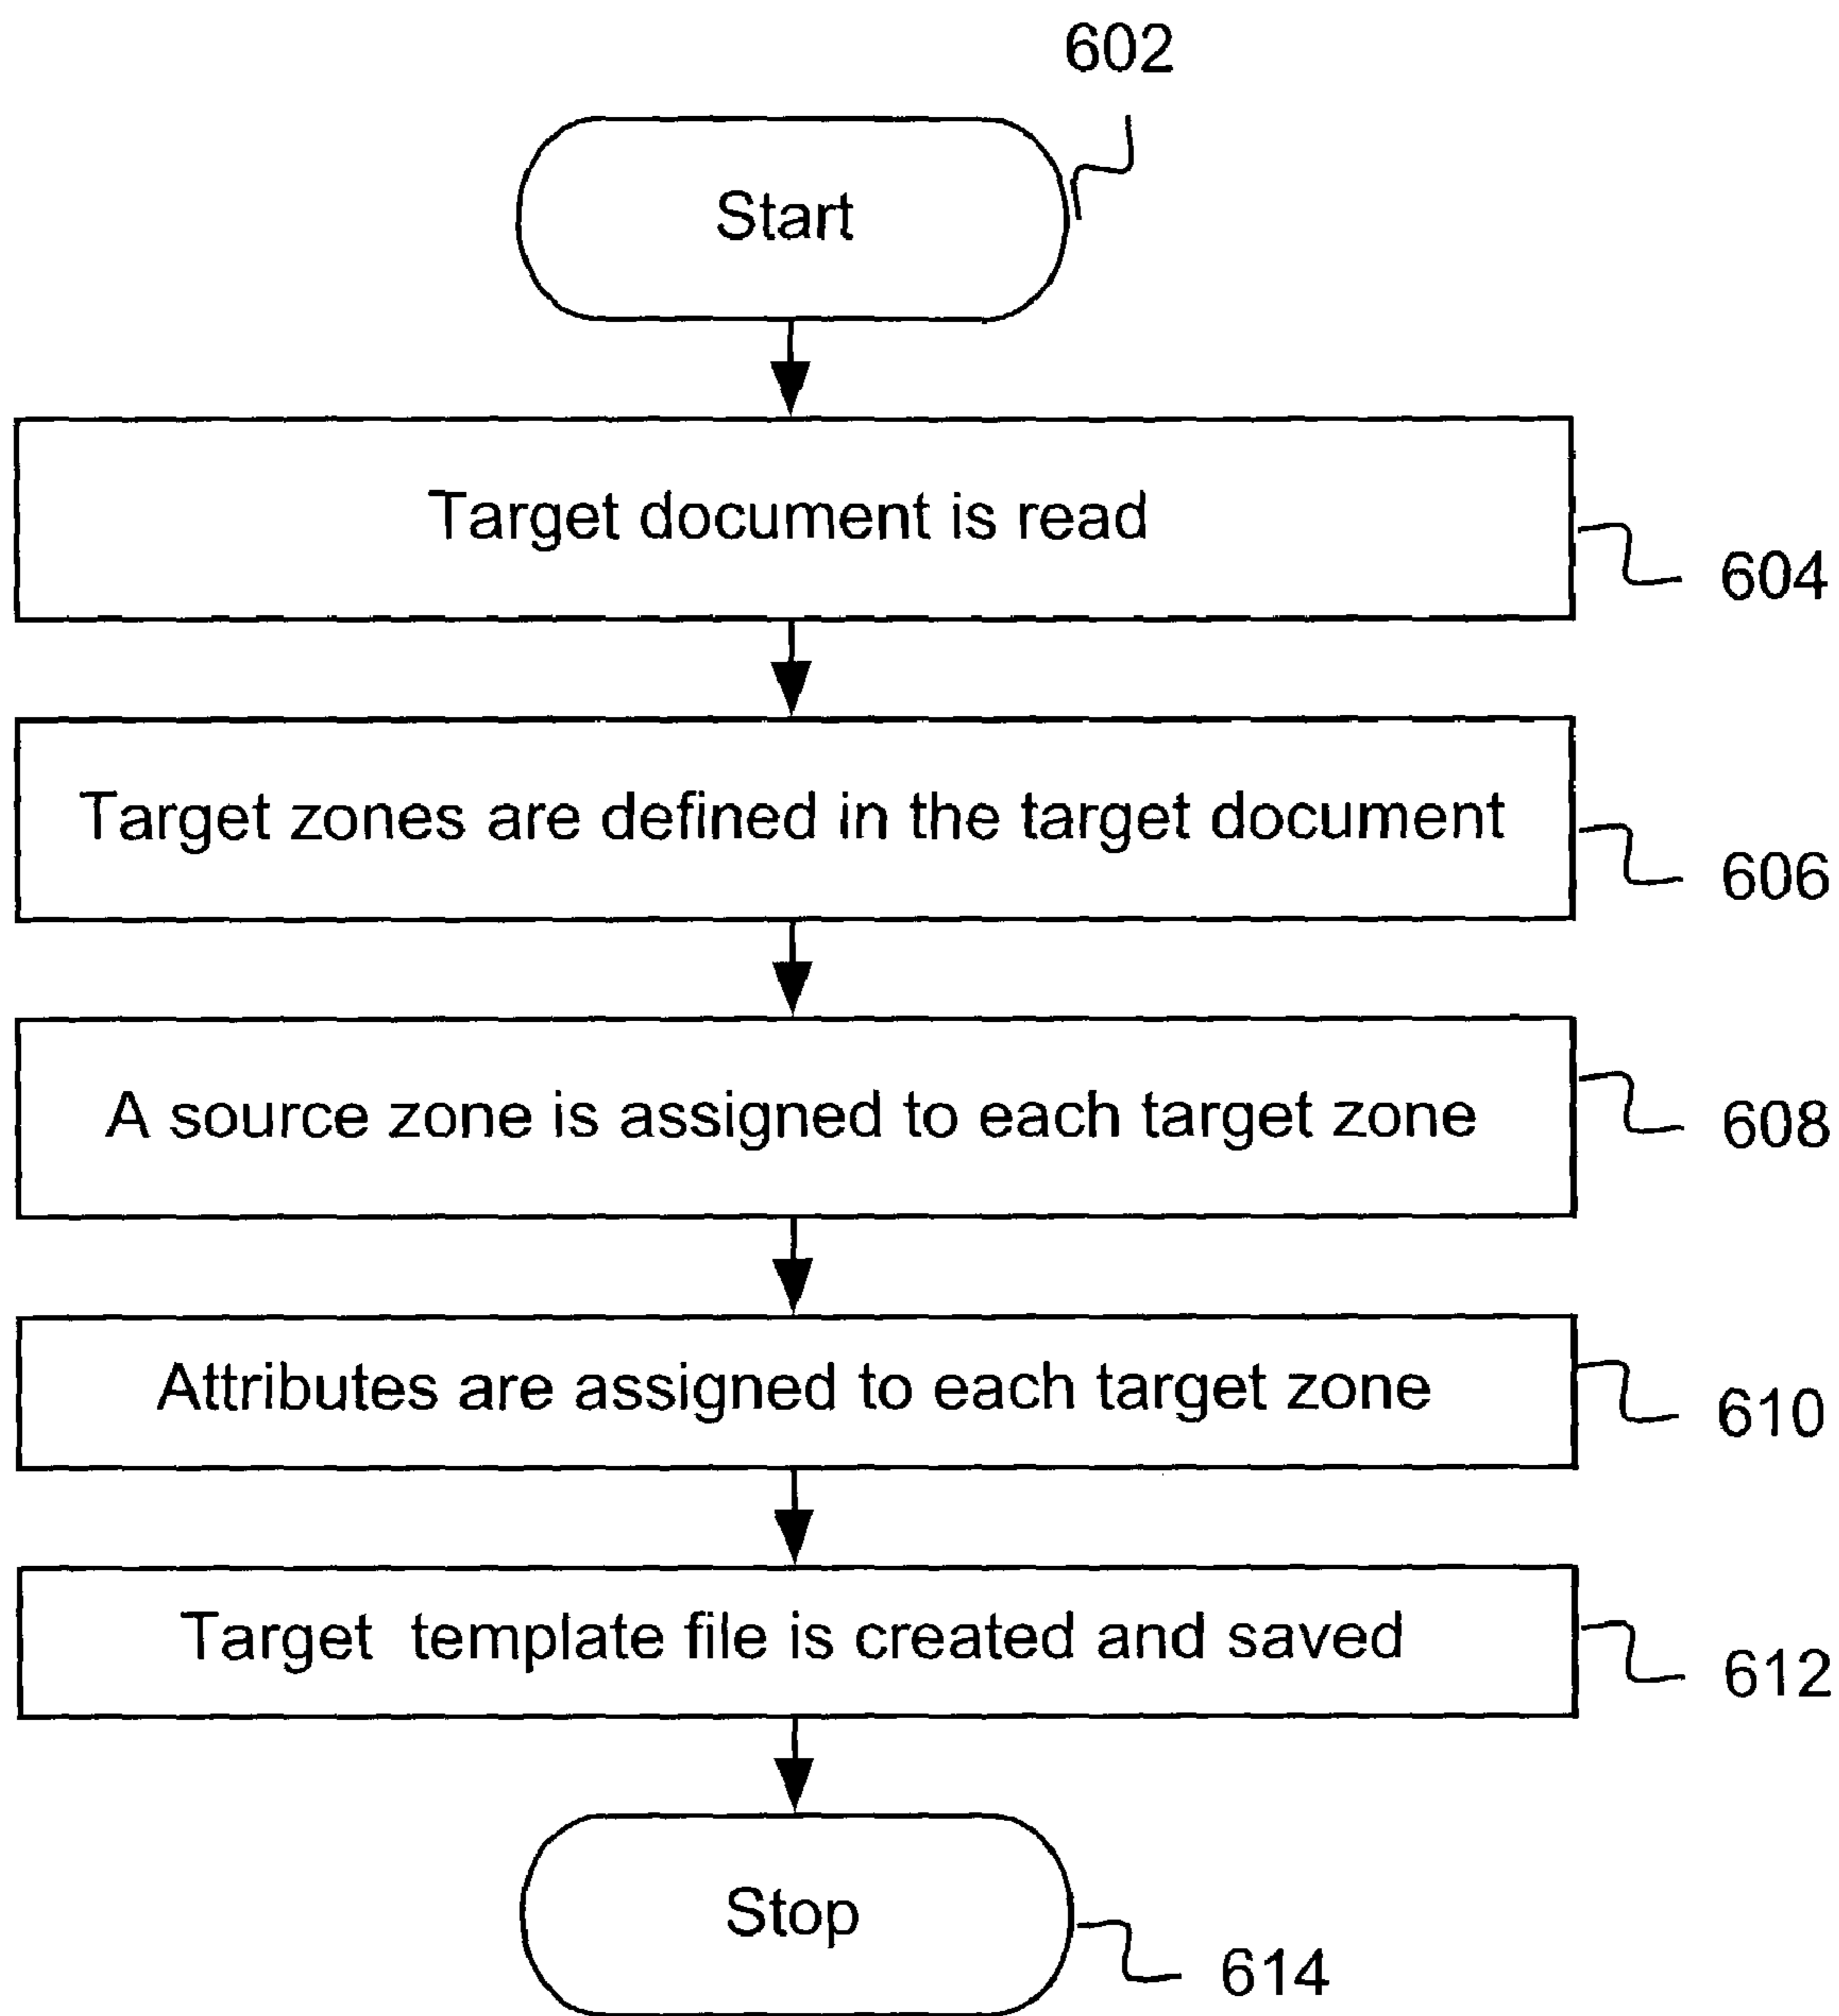 602
Start
Target document is read
604
Target zones are defined in the target document
606
A source zone is assigned to each target zone
608
Attributes are assigned to each target zone
610
Target template file is created and saved
612
Stop
614